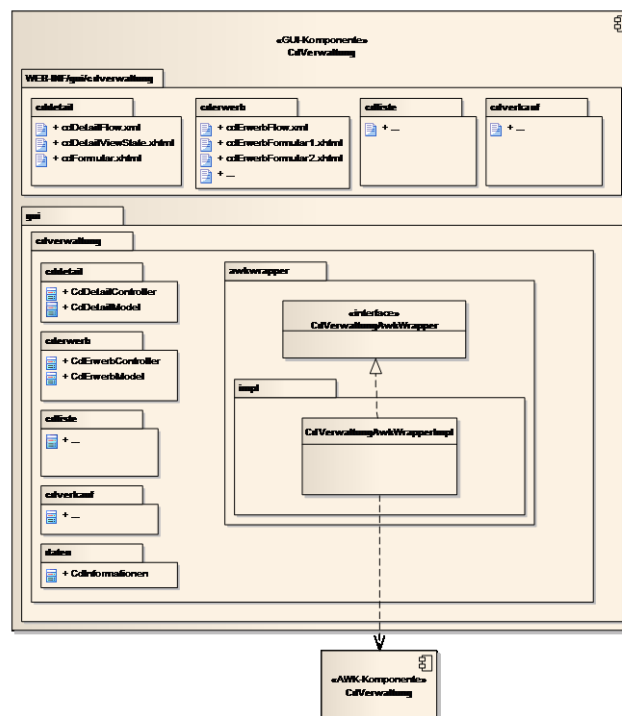 «GUI-Komponente»
CdVerwaltung
WEB-INF/gui/cdverwaltung
cddetail
+ cdDetailFlow.xml
+ cdDetailViewState.xhtml
+ cdFormular.xhtml
cderwerb
+ cdErwerbFlow.xml
+ cdErwerbFormular1.xhtml
+ cdErwerbFormular2.xhtml
+ ...
cdliste
+ ...
cdverkauf
+ ...
gui
cdverwaltung
cddetail
+ CdDetailController
+ CdDetailModel
cderwerb
+ CdErwerbController
+ CdErwerbModel
cdliste
+ ...
cdverkauf
+ ...
daten
+ CdInformationen
awkwrapper
«interface»
CdVerwaltungAwkWrapper
impl
CdVerwaltungAwkWrapperImpl
«AWK-Komponente»
CdVerwaltung